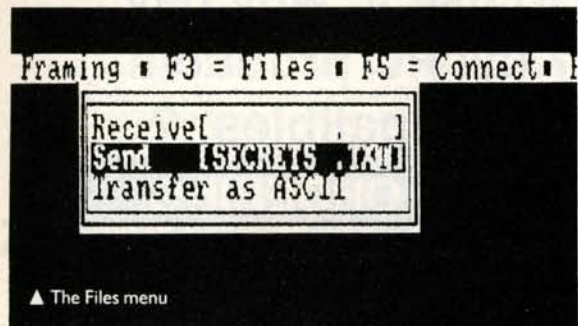 Framing ▪ F3 = Files ▪ F5 = Connect▪
Receive[        .   ]
Send   [SECRETS .TXT]
Transfer as ASCII
▲ The Files menu